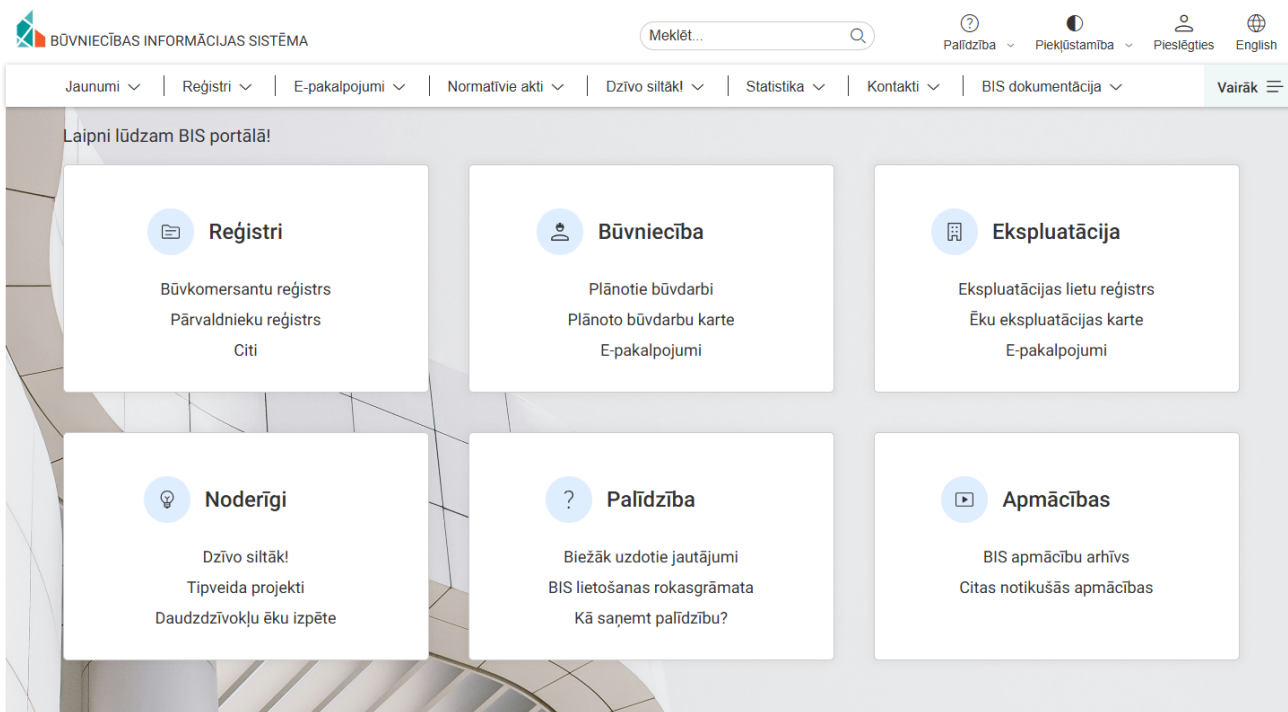 BŪVNIECĪBAS INFORMĀCIJAS SISTĒMA
Meklēt...
Palīdzība
Piekļūstamība
Pieslēgties
English
Jaunumi
Reģistri
E-pakalpojumi
Normatīvie akti
Dzīvo siltāk!
Statistika
Kontakti
BIS dokumentācija
Vairāk
Laipni lūdzam BIS portālā!
Reģistri
Būvkomersantu reģistrs
Pārvaldnieku reģistrs
Citi
Būvniecība
Plānotie būvdarbi
Plānoto būvdarbu karte
E-pakalpojumi
Ekspluatācija
Ekspluatācijas lietu reģistrs
Ēku ekspluatācijas karte
E-pakalpojumi
Noderīgi
Dzīvo siltāk!
Tipveida projekti
Daudzdzīvokļu ēku izpēte
Palīdzība
Biežāk uzdotie jautājumi
BIS lietošanas rokasgrāmata
Kā saņemt palīdzību?
Apmācības
BIS apmācību arhīvs
Citas notikušās apmācības